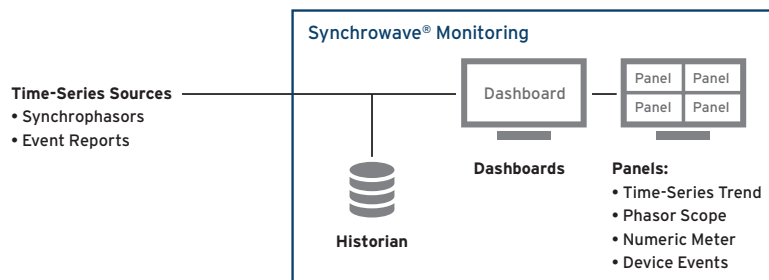 Synchrowave® Monitoring
Time-Series Sources
• Synchrophasors
• Event Reports
Historian
Dashboard
Dashboards
Panel Panel
Panel Panel
Panels:
• Time-Series Trend
• Phasor Scope
• Numeric Meter
• Device Events